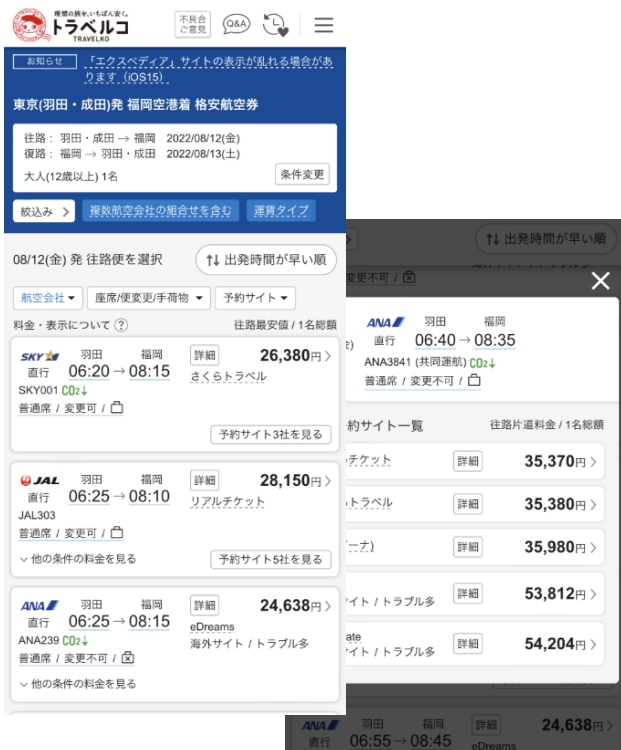 理想の旅を、いちばん安く。
トラベルコ
TRAVELKO
不具合
ご意見
Q&A
お知らせ 「エクスペディア」サイトの表示が乱れる場合があ
ります（iOS15）
東京(羽田・成田)発 福岡空港着 格安航空券
往路： 羽田・成田 → 福岡 2022/08/12(金)
復路： 福岡 → 羽田・成田 2022/08/13(土)
大人(12歳以上) 1名
条件変更
絞込み 複数航空会社の組合せを含む 運賃タイプ
08/12(金) 発 往路便を選択 出発時間が早い順
航空会社 座席/便変更/手荷物 予約サイト
料金・表示について ? 往路最安値 / 1名総額
SKY 羽田 福岡 詳細 26,380円
直行 06:20 → 08:15 さくらトラベル
SKY001 CO2↓
普通席 / 変更可 /
予約サイト3社を見る
JAL 羽田 福岡 詳細 28,150円
直行 06:25 → 08:10 リアルチケット
JAL303
普通席 / 変更可 /
他の条件の料金を見る 予約サイト5社を見る
ANA 羽田 福岡 詳細 24,638円
直行 06:25 → 08:15 eDreams
ANA239 CO2↓ 海外サイト / トラブル多
普通席 / 変更不可 /
他の条件の料金を見る
出発時間が早い順
変更不可 /
ANA 羽田 福岡
直行 06:40 → 08:35
ANA3841 (共同運航) CO2↓
普通席 / 変更不可 /
約サイト一覧 往路片道料金 / 1名総額
チケット 詳細 35,370円
トラベル 詳細 35,380円
ーナ) 詳細 35,980円
イト / トラブル多 詳細 53,812円
ate
イト / トラブル多 詳細 54,204円
ANA 羽田 福岡 詳細 24,638円
直行 06:55 → 08:45 eDreams